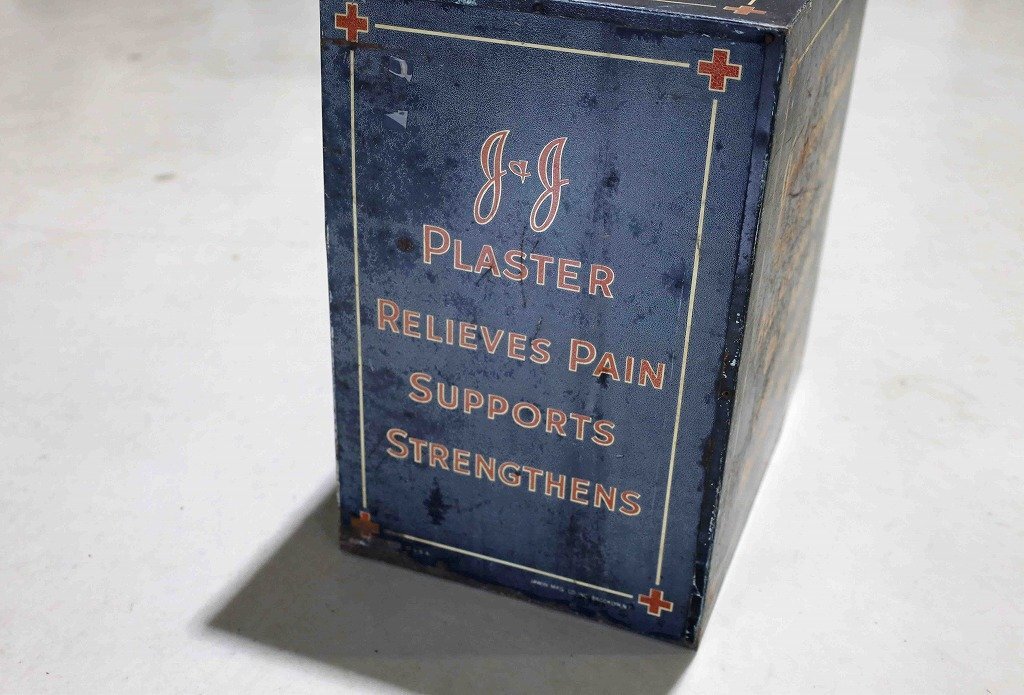 J & J
PLASTER
RELIEVES PAIN
SUPPORTS
STRENGTHENS